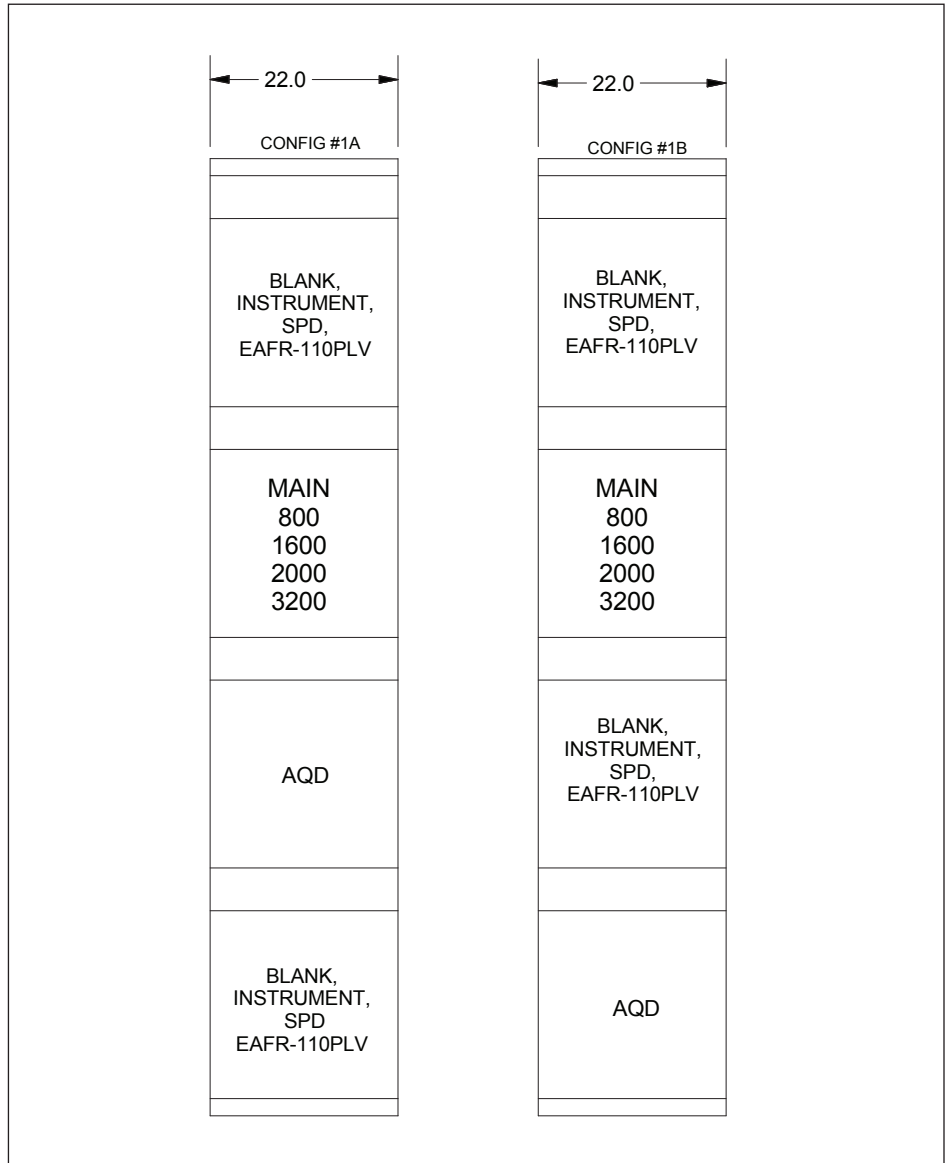 22.0
CONFIG #1A
BLANK,
INSTRUMENT,
SPD,
EAFR-110PLV
MAIN
800
1600
2000
3200
AQD
BLANK,
INSTRUMENT,
SPD
EAFR-110PLV
22.0
CONFIG #1B
BLANK,
INSTRUMENT,
SPD,
EAFR-110PLV
MAIN
800
1600
2000
3200
BLANK,
INSTRUMENT,
SPD,
EAFR-110PLV
AQD